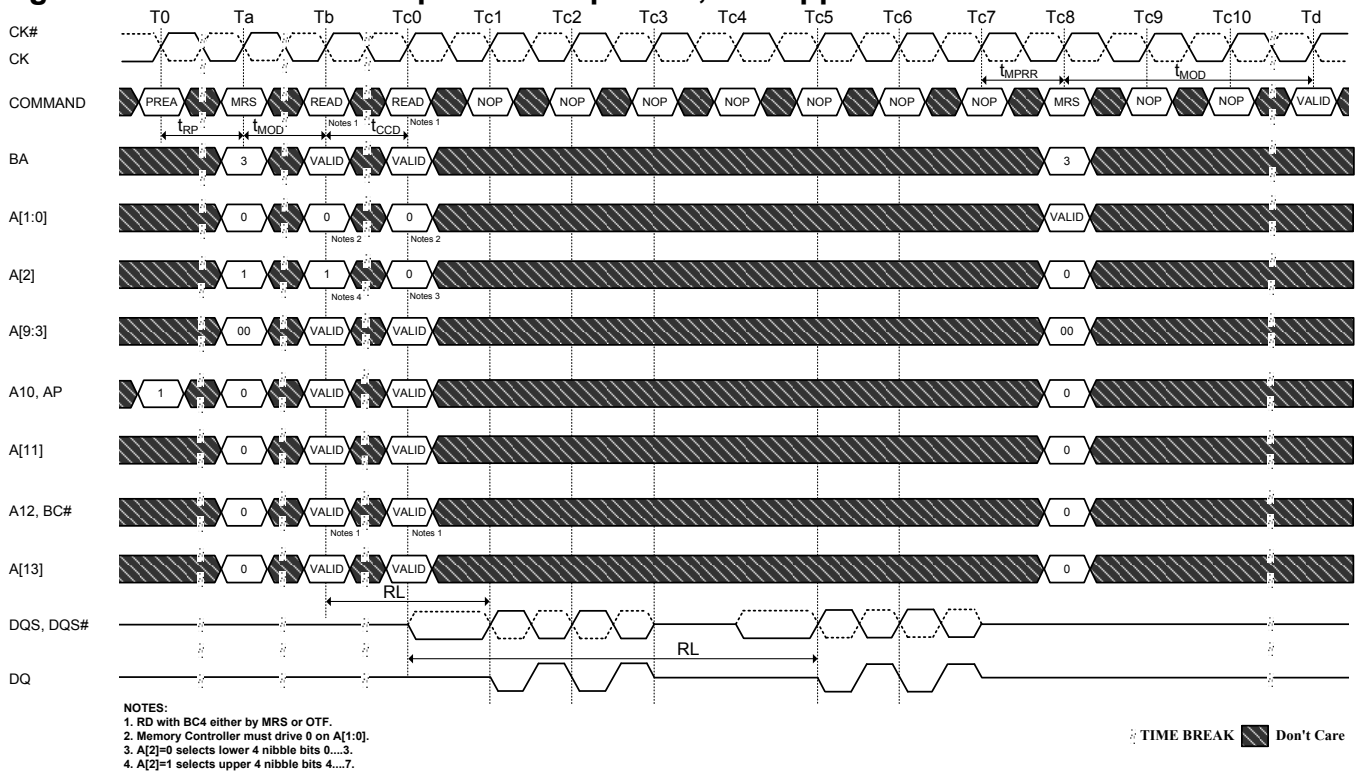 T0 Ta Tb Tc0 Tc1 Tc2 Tc3 Tc4 Tc5 Tc6 Tc7 Tc8 Tc9 Tc10 Td
CK#
CK
tMPRR tMOD
COMMAND PREA MRS READ READ NOP NOP NOP NOP NOP NOP NOP MRS NOP NOP VALID
Notes 1 Notes 1
tRP tMOD tCCD
BA 3 VALID VALID 3
A[1:0] 0 0 0 VALID
Notes 2 Notes 2
A[2] 1 1 0 0
Notes 4 Notes 3
A[9:3] 00 VALID VALID 00
A10, AP 1 0 VALID VALID 0
A[11] 0 VALID VALID 0
A12, BC# 0 VALID VALID 0
Notes 1 Notes 1
A[13] 0 VALID VALID 0
RL
DQS, DQS#
RL
DQ
NOTES:
1. RD with BC4 either by MRS or OTF.
2. Memory Controller must drive 0 on A[1:0].
3. A[2]=0 selects lower 4 nibble bits 0....3.
4. A[2]=1 selects upper 4 nibble bits 4....7.
TIME BREAK Don't Care